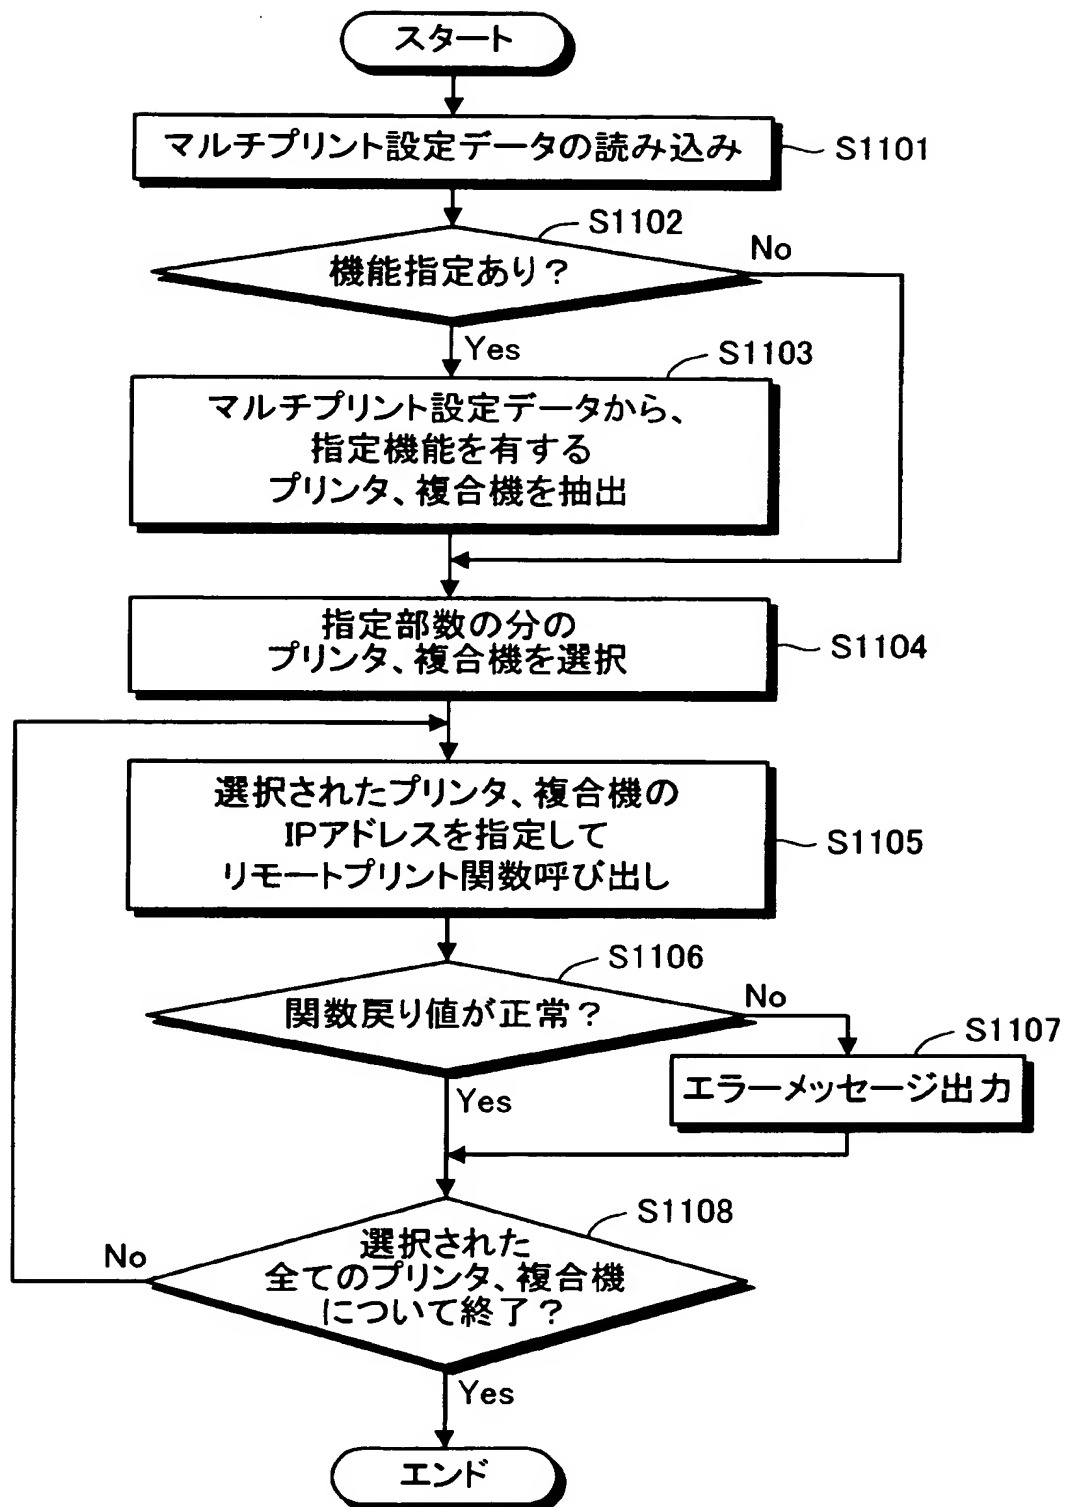 スタート
マルチプリント設定データの読み込み
S1101
S1102
機能指定あり？
No
Yes
S1103
マルチプリント設定データから、
指定機能を有する
プリンタ、複合機を抽出
指定部数の分の
プリンタ、複合機を選択
S1104
選択されたプリンタ、複合機の
IPアドレスを指定して
リモートプリント関数呼び出し
S1105
S1106
関数戻り値が正常？
No
S1107
エラーメッセージ出力
Yes
S1108
選択された
全てのプリンタ、複合機
について終了？
No
Yes
エンド